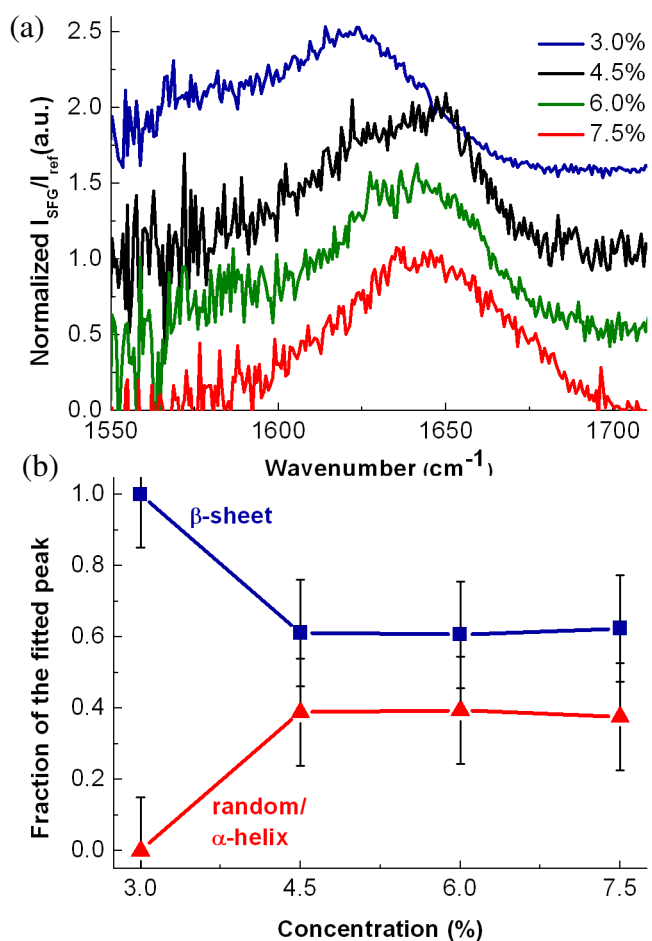 (a)
Normalized I_SFG/I_ref(a.u.)
2.5
2.0
1.5
1.0
0.5
0.0
3.0%
4.5%
6.0%
7.5%
1550
1600
1650
1700
Wavenumber (cm⁻¹)
(b)
Fraction of the fitted peak
1.0
0.8
0.6
0.4
0.2
0.0
β-sheet
random/
α-helix
3.0
4.5
6.0
7.5
Concentration (%)